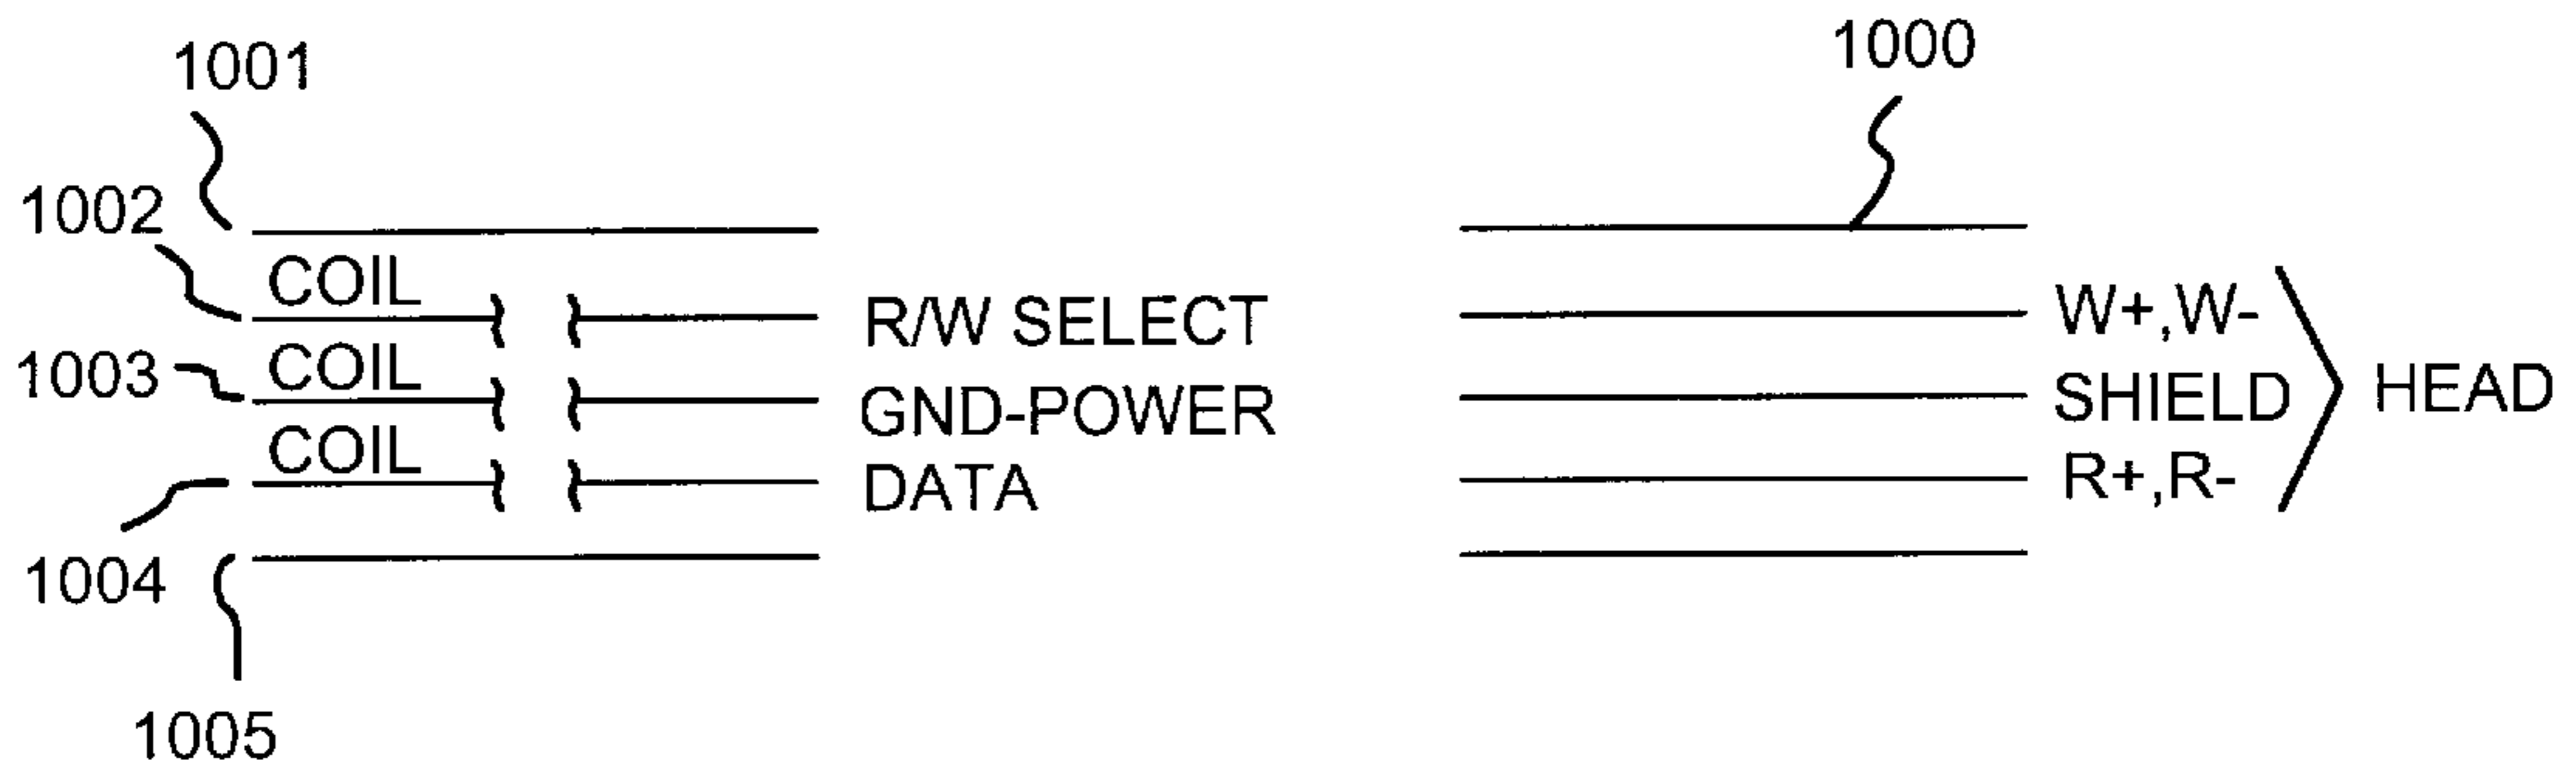 1001
1000
1002
COIL
R/W SELECT
W+,W-
1003
COIL
GND-POWER
SHIELD
HEAD
COIL
DATA
R+,R-
1004
1005